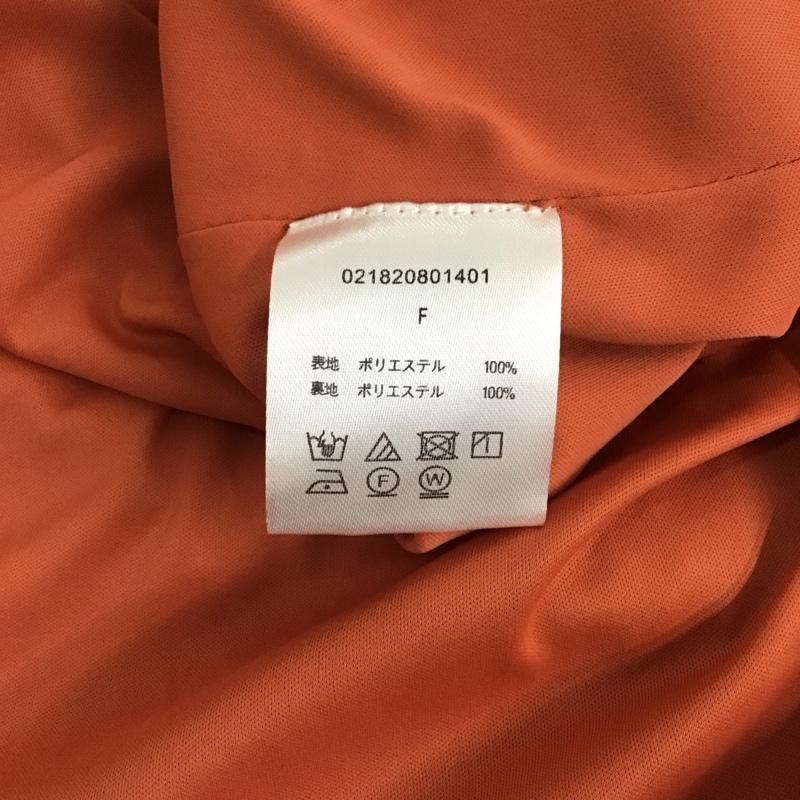 021820801401
F
表地 ポリエステル 100%
裏地 ポリエステル 100%
F W